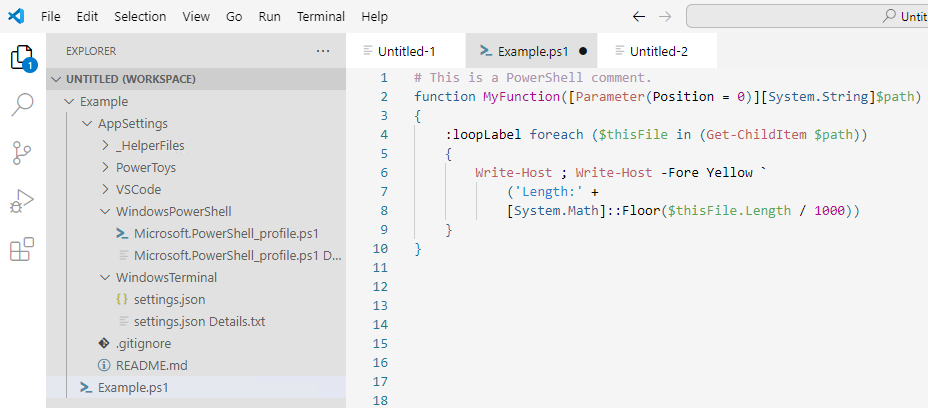 File Edit Selection View Go Run Terminal Help
Untit
EXPLORER
UNTITLED (WORKSPACE)
Example
AppSettings
_HelperFiles
PowerToys
VSCode
WindowsPowerShell
Microsoft.PowerShell_profile.ps1
Microsoft.PowerShell_profile.ps1 D...
WindowsTerminal
settings.json
settings.json Details.txt
.gitignore
README.md
Example.ps1
1
Untitled-1 Example.ps1 Untitled-2
1 # This is a PowerShell comment.
2 function MyFunction([Parameter(Position = 0)][System.String]$path)
3 {
4 :loopLabel foreach ($thisFile in (Get-ChildItem $path))
5 {
6 Write-Host ; Write-Host -Fore Yellow `
7 ('Length:' +
8 [System.Math]::Floor($thisFile.Length / 1000))
9 }
10 }
11
12
13
14
15
16
17
18